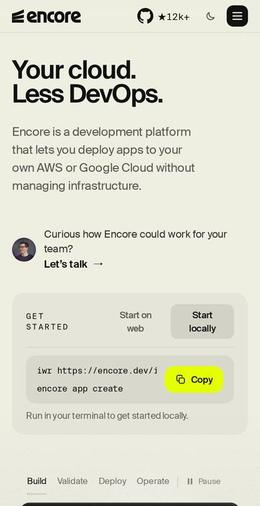 encore
★12k+
Your cloud.
Less DevOps.
Encore is a development platform
that lets you deploy apps to your
own AWS or Google Cloud without
managing infrastructure.
Curious how Encore could work for your
team?
Let's talk →
GET
STARTED
Start on
web
Start
locally
iwr https://encore.dev/i
encore app create
Copy
Run in your terminal to get started locally.
Build
Validate
Deploy
Operate
Pause